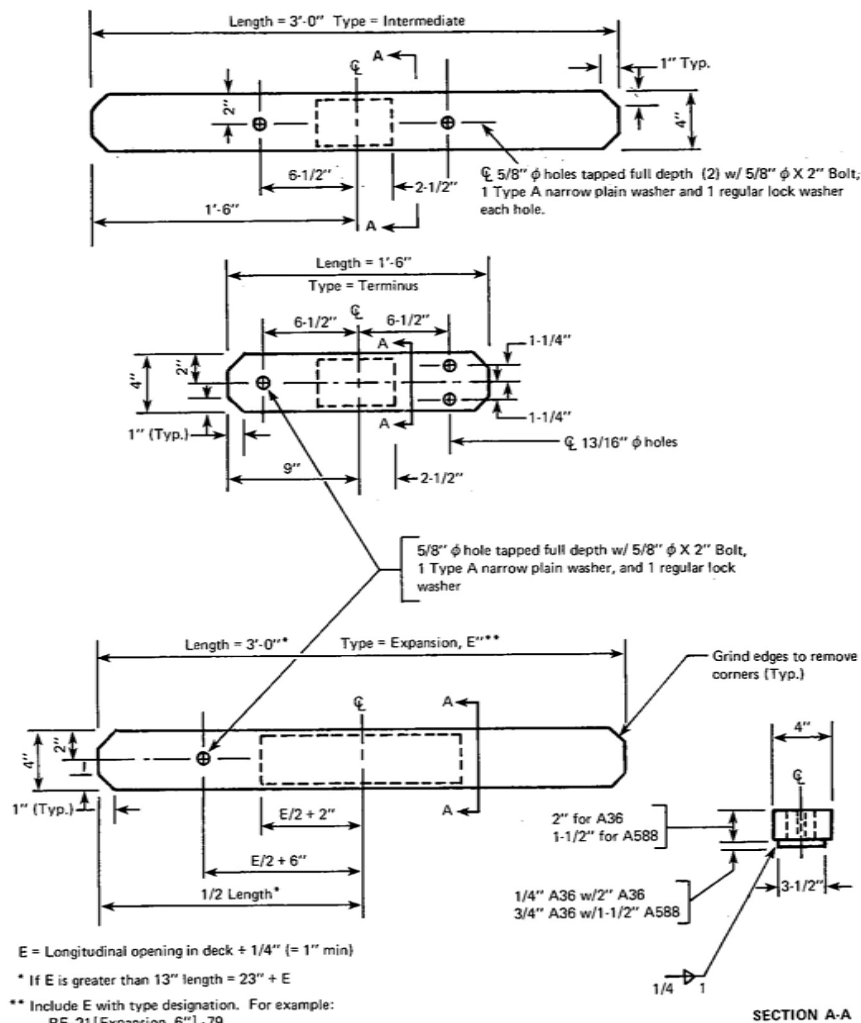 Length = 3'-0" Type = Intermediate
A
℄
1" Typ.
2"
4"
6-1/2"
2-1/2"
1'-6"
A
℄ 5/8" ϕ holes tapped full depth (2) w/ 5/8" ϕ X 2" Bolt;
1 Type A narrow plain washer and 1 regular lock washer
each hole.
Length = 1'-6"
Type = Terminus
℄
6-1/2"
6-1/2"
A
1-1/4"
4"
2"
1-1/4"
1" (Typ.)
A
℄ 13/16" ϕ holes
9"
2-1/2"
5/8" ϕ hole tapped full depth w/ 5/8" ϕ X 2" Bolt,
1 Type A narrow plain washer, and 1 regular lock
washer
Length = 3'-0"*
Type = Expansion, E"**
Grind edges to remove
corners (Typ.)
℄
A
4"
2"
4"
℄
1" (Typ.)
E/2 + 2"
A
2" for A36
1-1/2" for A588
E/2 + 6"
1/2 Length*
1/4" A36 w/2" A36
3/4" A36 w/1-1/2" A588
3-1/2"
E = Longitudinal opening in deck + 1/4" (= 1" min)
* If E is greater than 13" length = 23" + E
1/4
1
** Include E with type designation. For example:
SECTION A-A